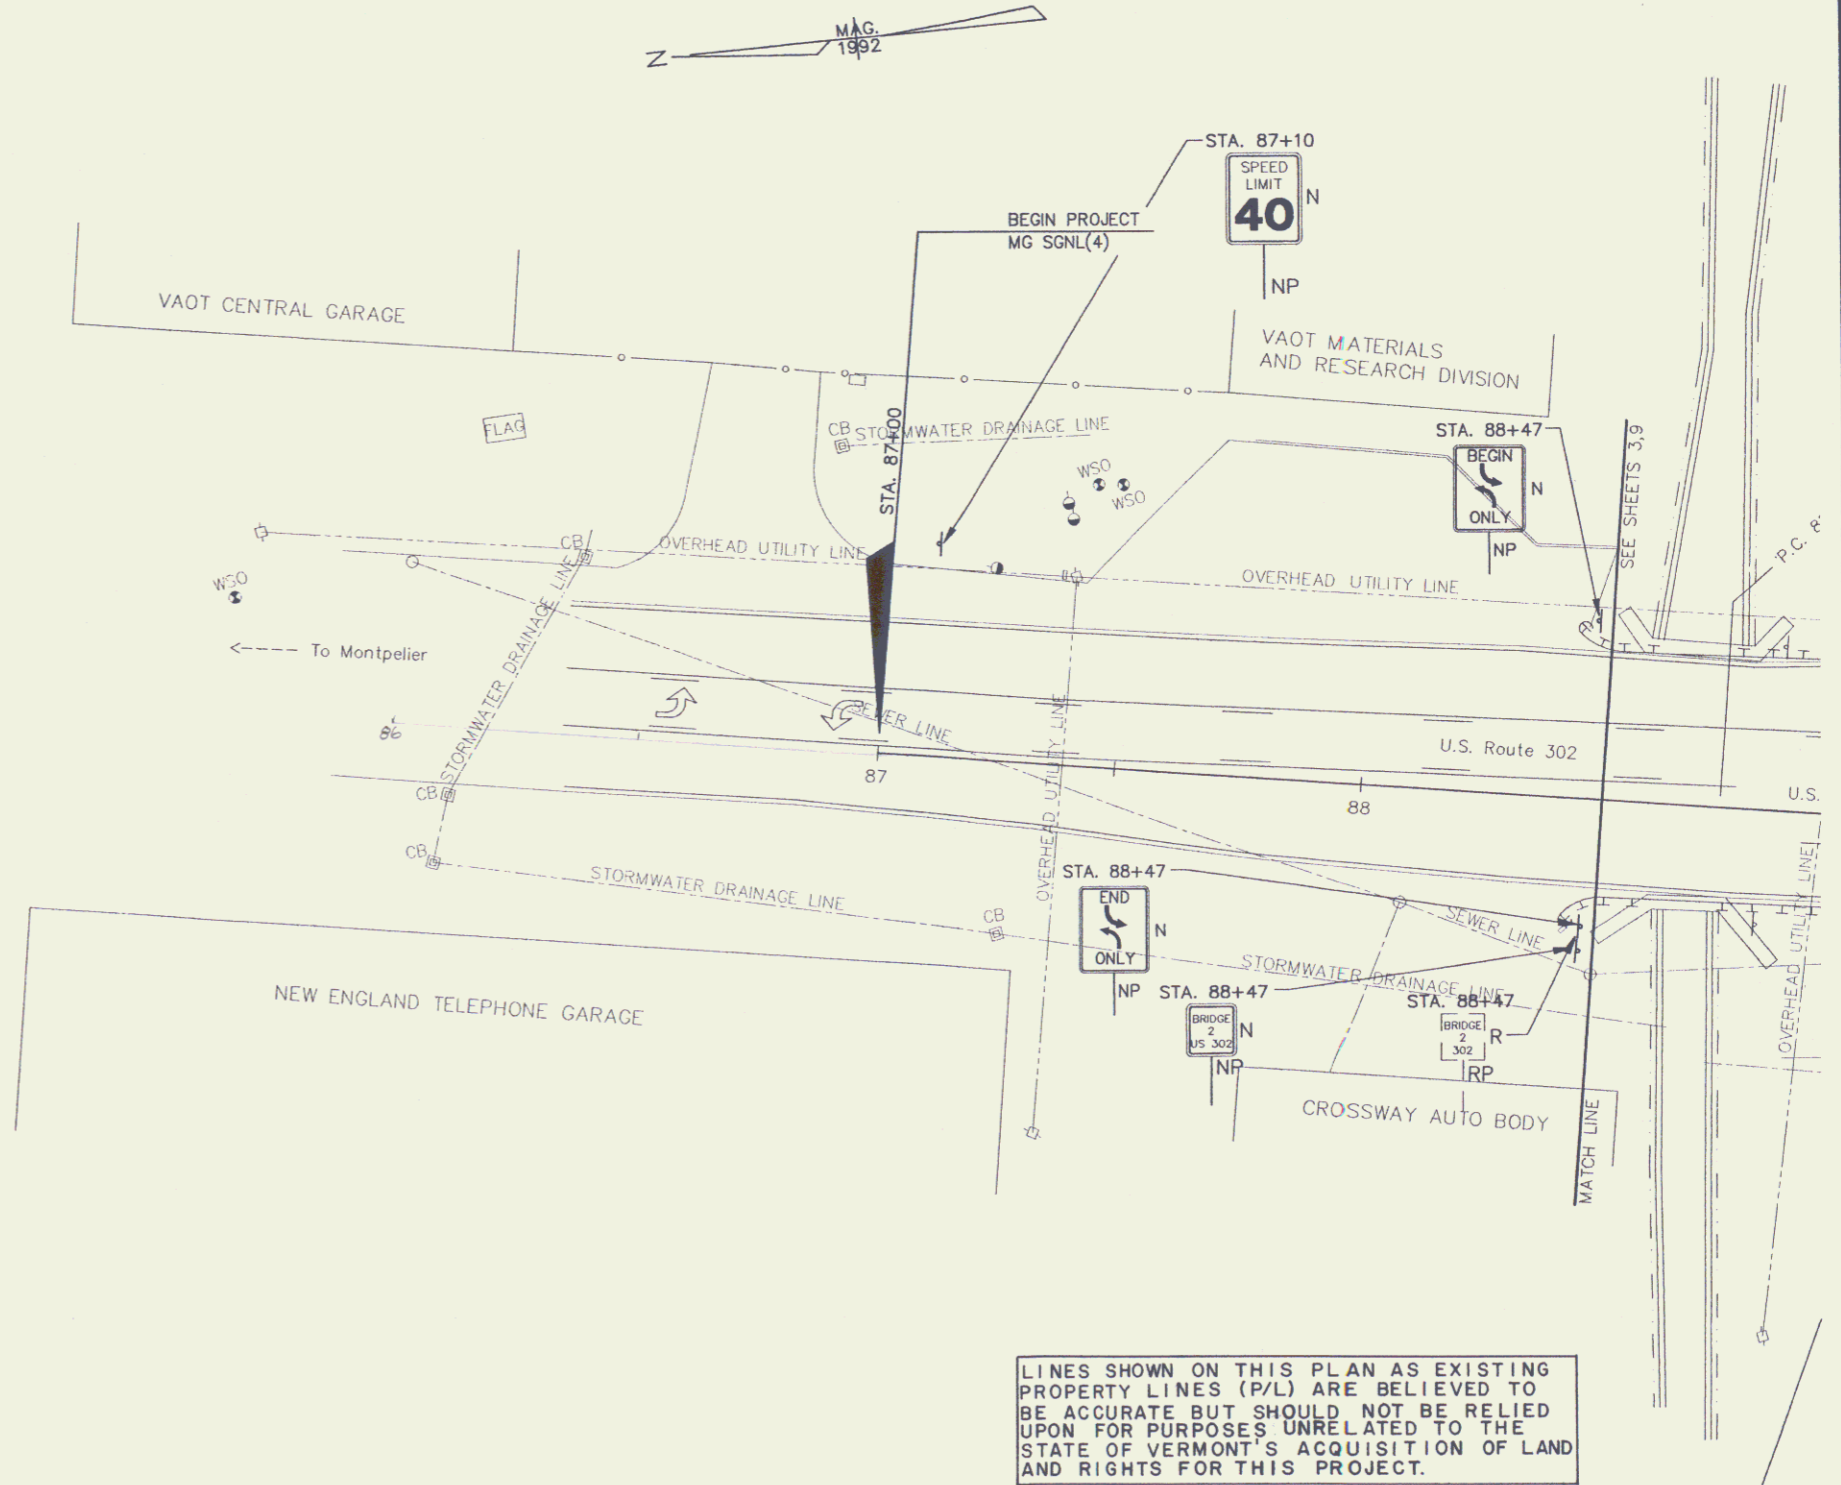 MAG.
1992
N
STA. 87+10
SPEED
LIMIT
40
N
NP
BEGIN PROJECT
MG SGNL(4)
VAOT CENTRAL GARAGE
VAOT MATERIALS
AND RESEARCH DIVISION
FLAG
STA. 87+00
CB
STORMWATER DRAINAGE LINE
WSO
WSO
STA. 88+47
BEGIN
ONLY
N
NP
SEE SHEETS 3,9
P.C.
CB
OVERHEAD UTILITY LINE
OVERHEAD UTILITY LINE
WSO
<---- To Montpelier
STORMWATER DRAINAGE LINE
SEWER LINE
OVERHEAD UTILITY LINE
86
87
88
U.S. Route 302
U.S.
CB
CB
STORMWATER DRAINAGE LINE
CB
STA. 88+47
END
ONLY
N
NP
SEWER LINE
STORMWATER DRAINAGE LINE
STA. 88+47
BRIDGE
2
US 302
N
NP
STA. 88+47
BRIDGE
2
302
R
RP
OVERHEAD UTILITY LINE
NEW ENGLAND TELEPHONE GARAGE
CROSSWAY AUTO BODY
MATCH LINE
LINES SHOWN ON THIS PLAN AS EXISTING
PROPERTY LINES (P/L) ARE BELIEVED TO
BE ACCURATE BUT SHOULD NOT BE RELIED
UPON FOR PURPOSES UNRELATED TO THE
STATE OF VERMONT'S ACQUISITION OF LAND
AND RIGHTS FOR THIS PROJECT.